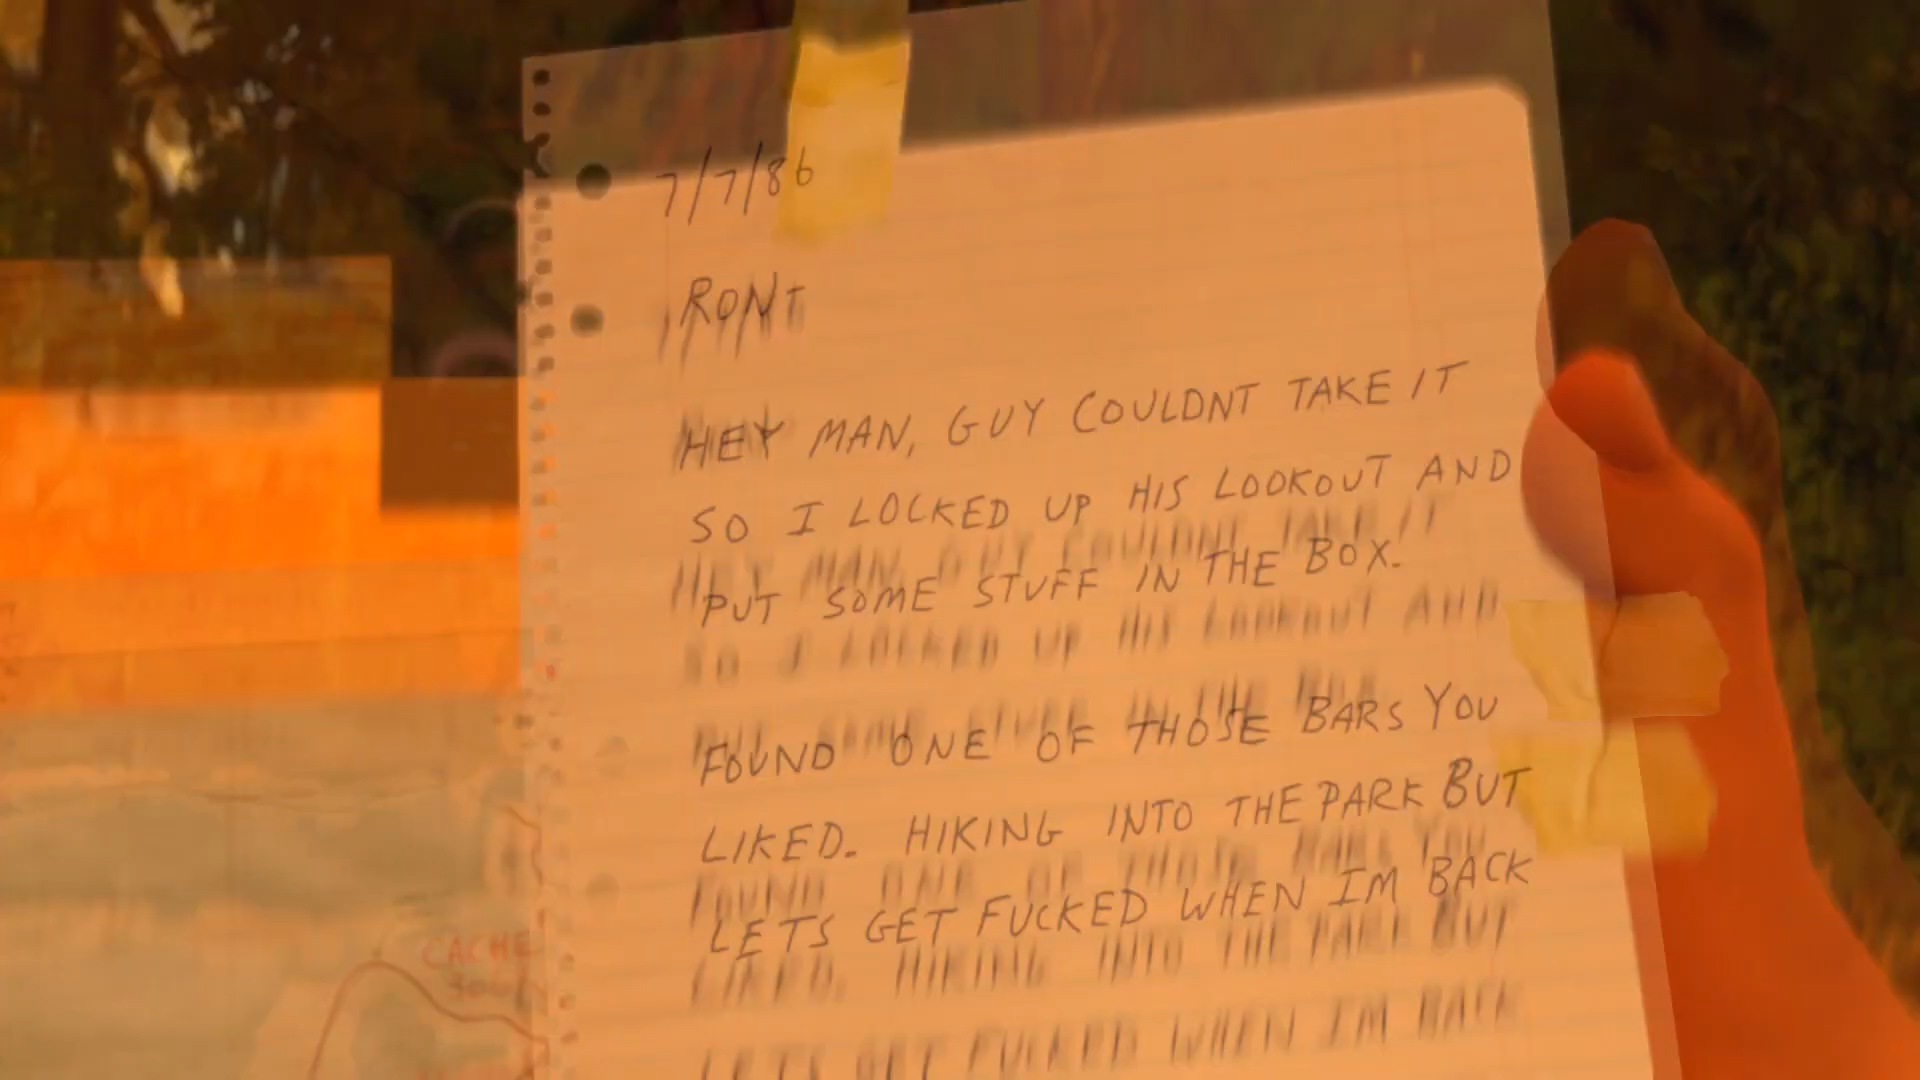 7/7/86
RON
HEY MAN, GUY COULDNT TAKE IT
SO I LOCKED UP HIS LOOKOUT AND
PUT SOME STUFF IN THE BOX.
FOUND ONE OF THOSE BARS YOU
LIKED. HIKING INTO THE PARK BUT
LETS GET FUCKED WHEN IM BACK
CACHE